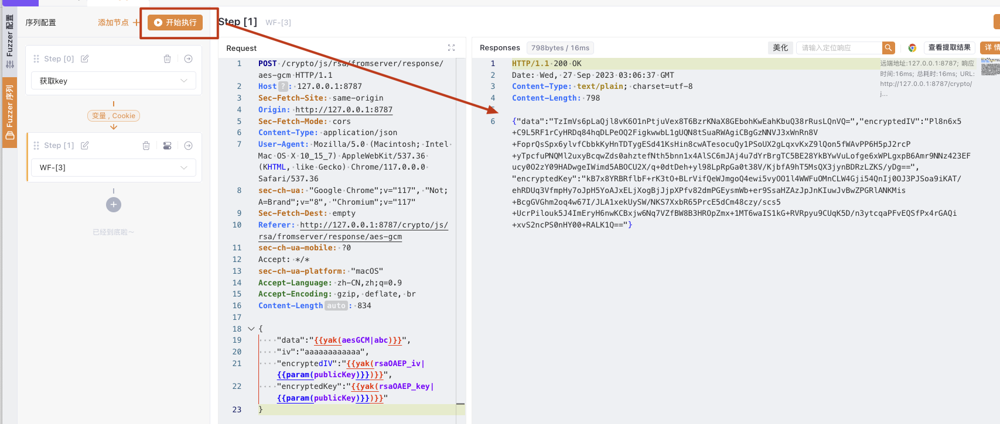 Fuzzer 配置
Fuzzer 序列
序列配置
添加节点
开始执行
Step [0]
获取key
变量 , Cookie
Step [1]
WF-[3]
已经到底啦～
Step [1] WF-[3]
Request
1 POST /crypto/js/rsa/fromserver/response/
aes-gcm HTTP/1.1
2 Host ? : 127.0.0.1:8787
3 Sec-Fetch-Site: same-origin
4 Origin: http://127.0.0.1:8787
5 Sec-Fetch-Mode: cors
6 Content-Type: application/json
7 User-Agent: Mozilla/5.0 (Macintosh; Intel
Mac OS X 10_15_7) AppleWebKit/537.36
(KHTML, like Gecko) Chrome/117.0.0.0
Safari/537.36
8 sec-ch-ua: "Google Chrome";v="117", "Not;
A=Brand";v="8", "Chromium";v="117"
9 Sec-Fetch-Dest: empty
10 Referer: http://127.0.0.1:8787/crypto/js/
rsa/fromserver/response/aes-gcm
11 sec-ch-ua-mobile: ?0
12 Accept: */*
13 sec-ch-ua-platform: "macOS"
14 Accept-Language: zh-CN,zh;q=0.9
15 Accept-Encoding: gzip, deflate, br
16 Content-Length auto : 834
17
18 {
19 "data":"{{yak(aesGCM|abc)}}",
20 "iv":"aaaaaaaaaaaa",
21 "encryptedIV":"{{yak(rsaOAEP_iv|
{{param(publicKey)}})}}",
22 "encryptedKey":"{{yak(rsaOAEP_key|
{{param(publicKey)}})}}"
23 }
Responses 798bytes / 16ms
美化
请输入定位响应
查看提取结果
详情
1 HTTP/1.1 200 OK
2 Date: Wed, 27 Sep 2023 03:06:37 GMT
3 Content-Type: text/plain; charset=utf-8
4 Content-Length: 798
远端地址:127.0.0.1:8787; 响应
时间:16ms; 总耗时:16ms; URL:
http://127.0.0.1:8787/crypto/
j...
6 {"data":"TzImVs6pLaQjl8vK6O1nPtjuVex8T6BzrKNaX8GEbohKwEahKbuQ38rRusLQnVQ=","encryptedIV":"Pl8n6x5
+C9L5RF1rCyHRDq84hqDLPeOQ2FigkwwbL1gUQN8tSuaRWAgiCBgGzNNVJ3xWnRn8V
+FoprQsSpx6ylvfCbbkKyHnTDTygESd41KsHin8cwATesocuQy1PSoUX2gLqxvKxZ9lQon5fWAvPP6H5pJ2rcP
+yTpcfuPNQMl2uxyBcqwZds0ahztefNth5bnn1x4AlSC6mJAj4u7dYrBrgTC5BE28YkBYwVuLofge6xWPLgxpB6Amr9NNz423EF
ucy0O2zY09HADwgeIWimd5ABOCU2X/q+0dtDeh+yl98LpRpGa0t38V/KjbfA9hT5MsQX3jynBDRzLZKS/yDg==",
"encryptedKey":"kB7x8YRBRflbF+rK3tO+BLrVifQeWJmgoQ4ewi5vyOO1l4WWFuOMnCLW4Gji54QnIj0OJ3PJSoa9iKAT/
ehRDUq3VfmpHy7oJpH5YoAJxELjXogBjJjpXPfv82dmPGEysmWb+er9SsaHZAzJpJnKIuwJvBwZPGRlANKMis
+BcgGVGhm2oq4w67I/JLA1xekUySW/NKS7XxbR65PrcE5dCm48czy/scs5
+UcrPilouk5J4ImEryH6nwKCBxjw6Nq7VZfBW8B3HROpZmx+1MT6waIS1kG+RVRpyu9CUqK5D/n3ytcqaPFvEQSfPx4rGAQi
+xvS2ncPS0nHY00+RALK1Q=="}